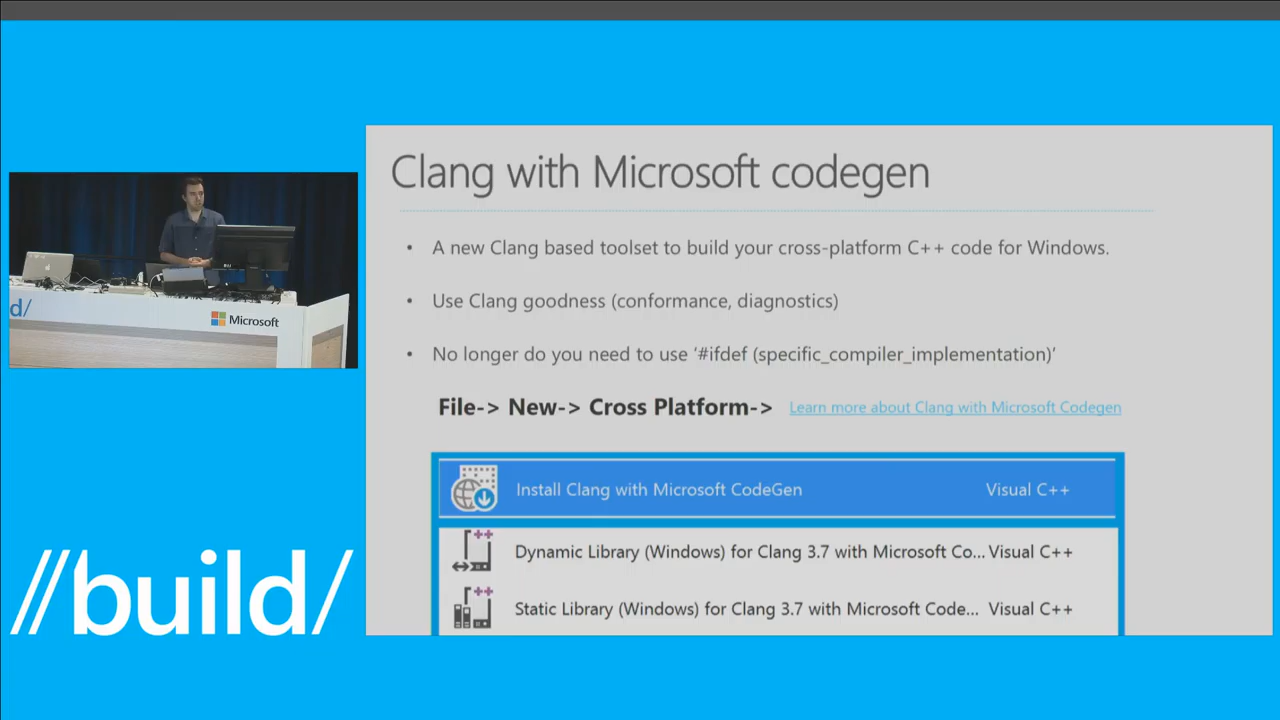 Clang with Microsoft codegen
• A new Clang based toolset to build your cross-platform C++ code for Windows.
• Use Clang goodness (conformance, diagnostics)
• No longer do you need to use '#ifdef (specific_compiler_implementation)'
File-> New-> Cross Platform-> Learn more about Clang with Microsoft Codegen
Install Clang with Microsoft CodeGen Visual C++
Dynamic Library (Windows) for Clang 3.7 with Microsoft Co... Visual C++
Static Library (Windows) for Clang 3.7 with Microsoft Code... Visual C++
d/
Microsoft
//build/